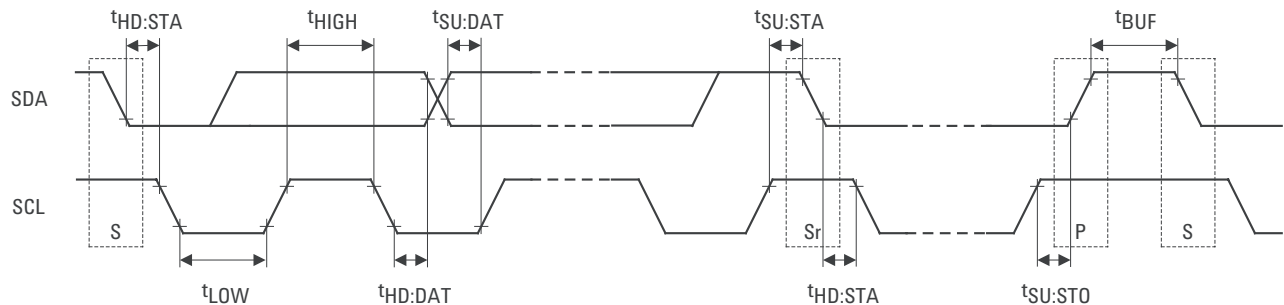 tHD:STA
tHIGH
tSU:DAT
tSU:STA
tBUF
SDA
SCL
S
Sr
P
S
tLOW
tHD:DAT
tHD:STA
tSU:STO